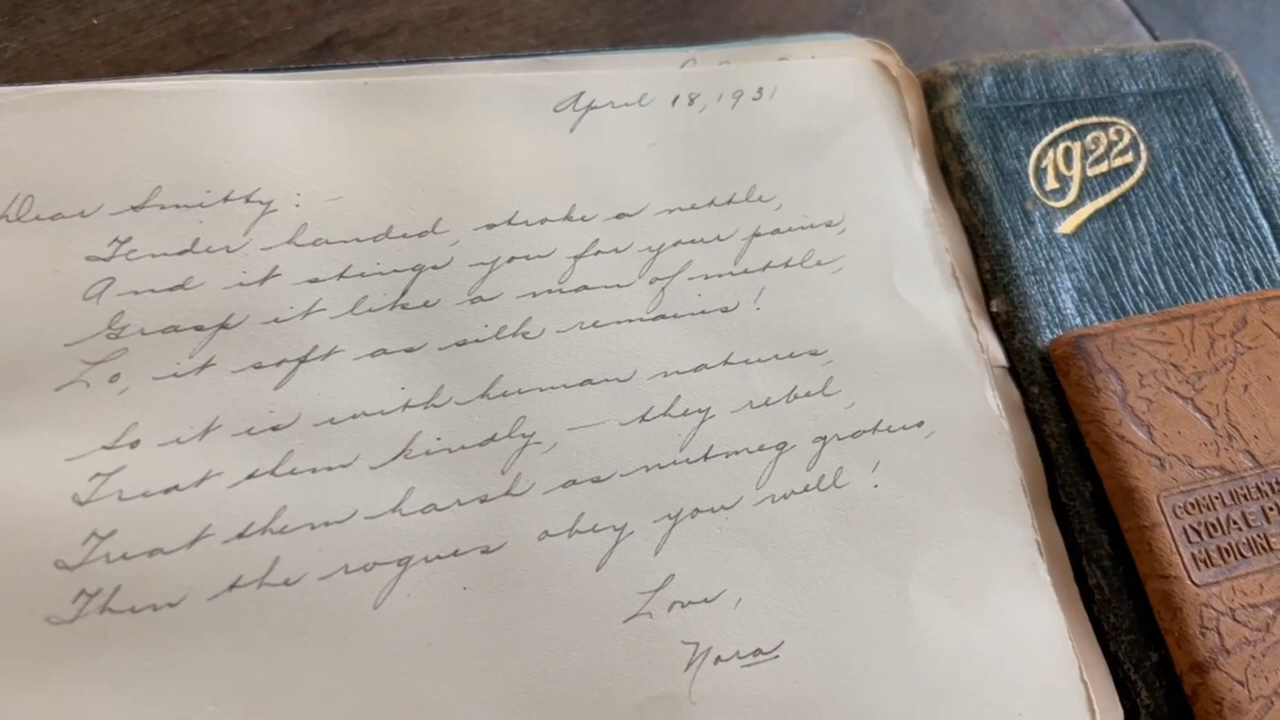 April 18, 1931
Dear Smitty: –
Tender handed, stroke a nettle,
And it stings you for your pains,
Grasp it like a man of mettle,
Lo, it soft as silk remains!
So it is with human natures,
Treat them kindly, – they rebel,
Treat them harsh as nutmeg graters,
Then the rogues obey you well!
Love,
Nora
1922
COMPLIMENT
LYDIA E. P
MEDICINE